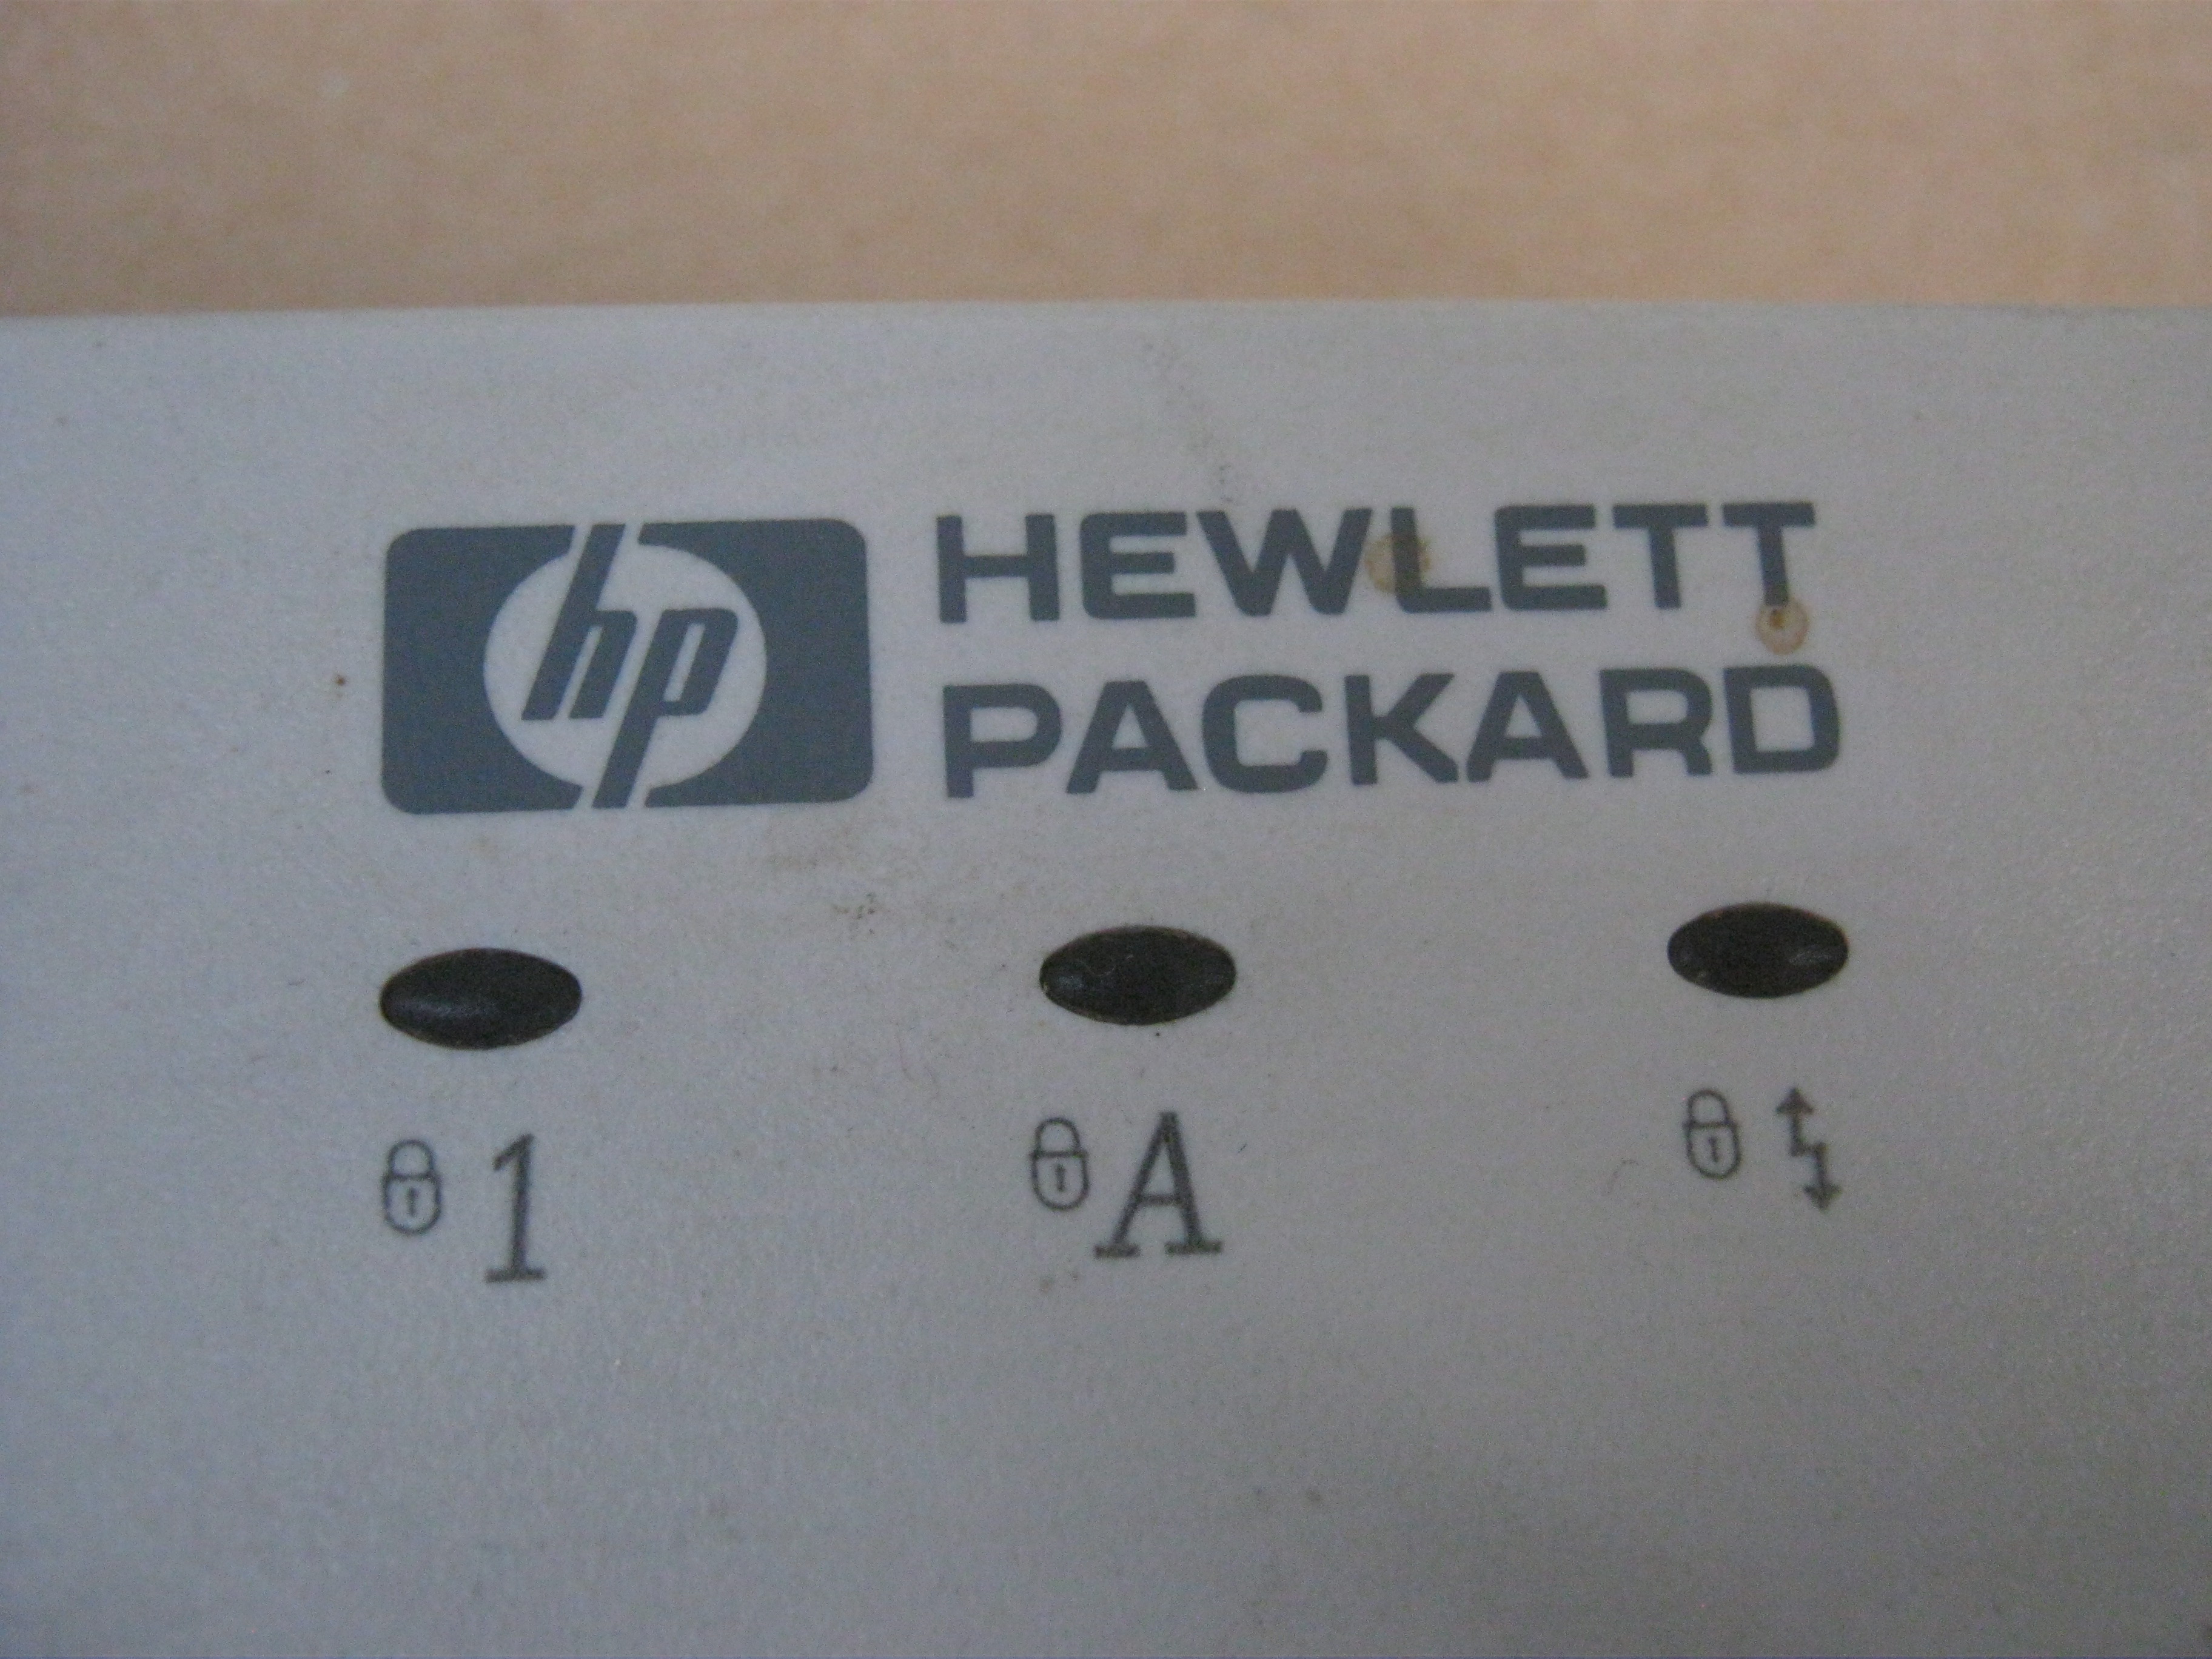 hp HEWLETT
PACKARD
1 A